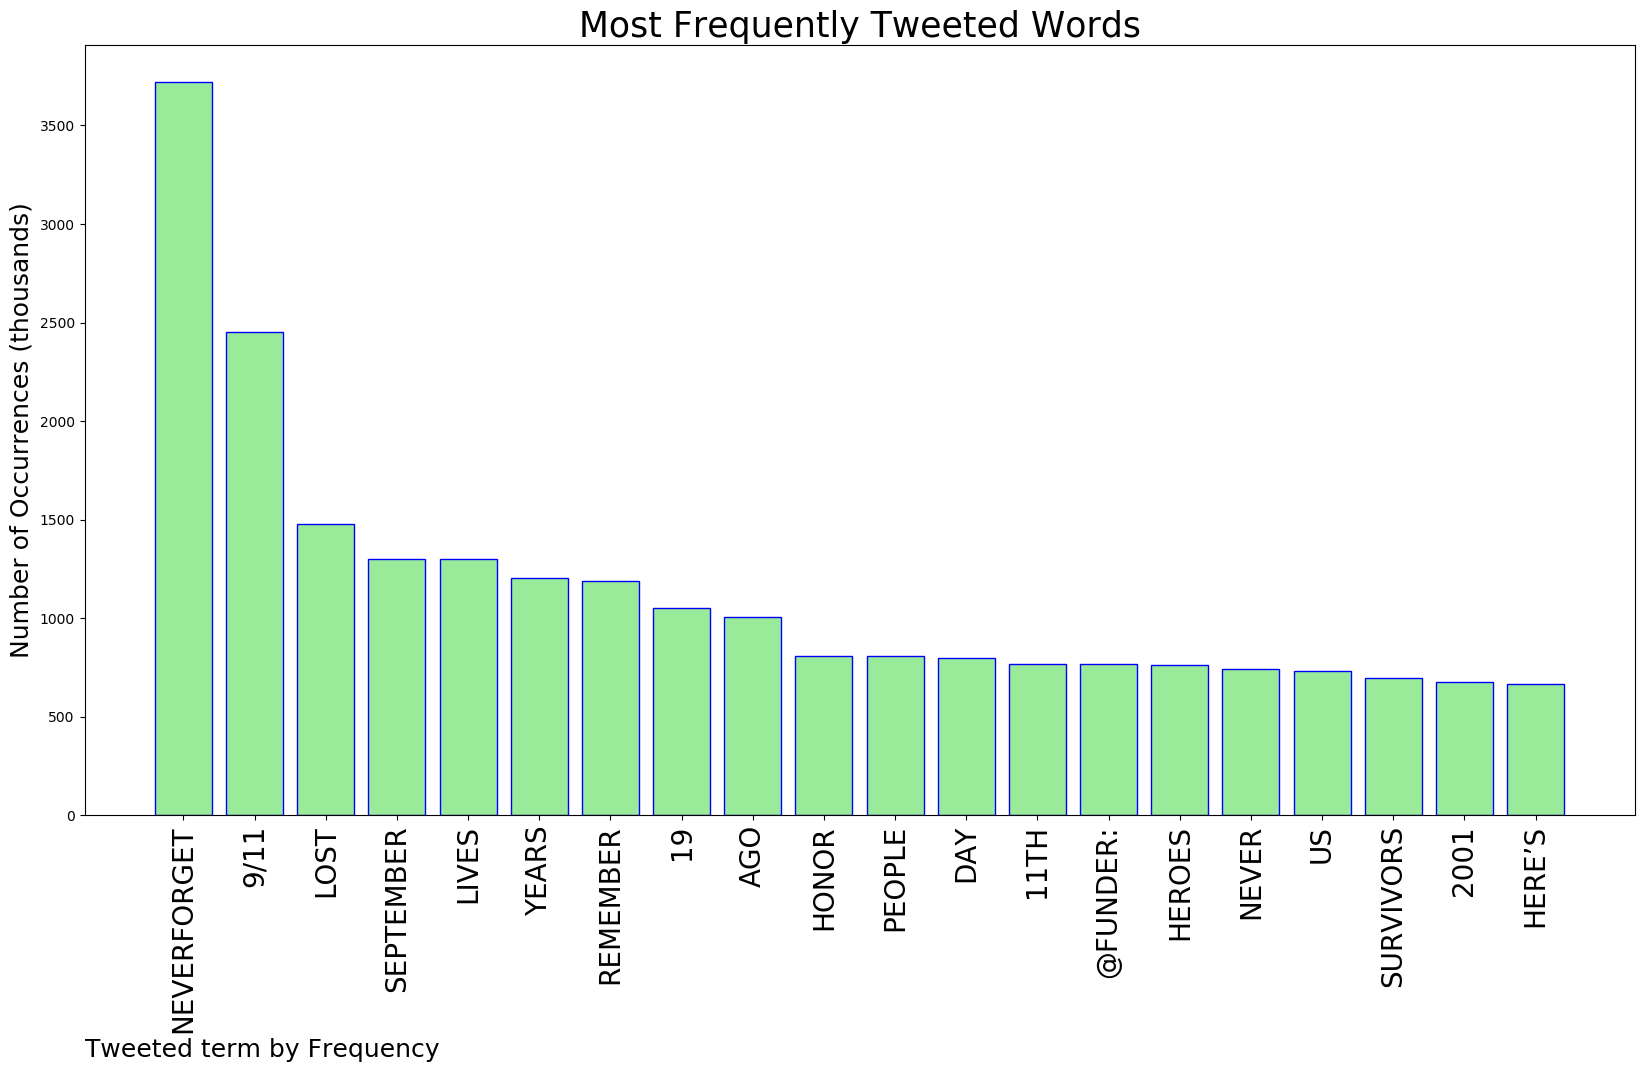 Most Frequently Tweeted Words
Number of Occurrences (thousands)
3500
3000
2500
2000
1500
1000
500
0
NEVERFORGET
9/11
LOST
SEPTEMBER
LIVES
YEARS
REMEMBER
19
AGO
HONOR
PEOPLE
DAY
11TH
@FUNDER:
HEROES
NEVER
US
SURVIVORS
2001
HERE’S
Tweeted term by Frequency